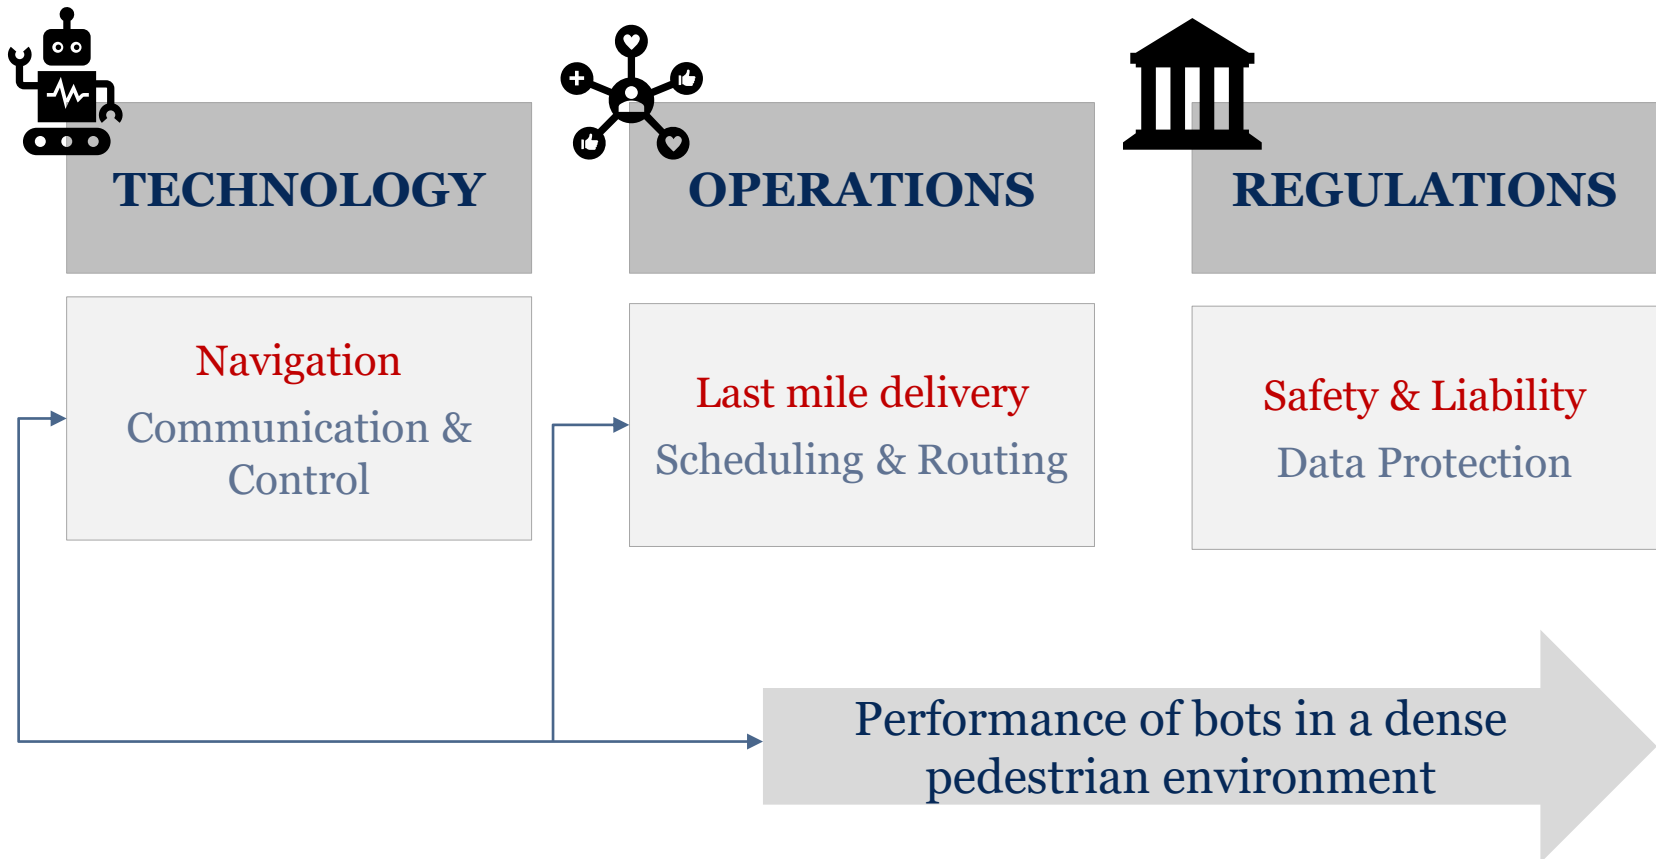 TECHNOLOGY
OPERATIONS
REGULATIONS
Navigation
Communication &
Control
Last mile delivery
Scheduling & Routing
Safety & Liability
Data Protection
Performance of bots in a dense
pedestrian environment